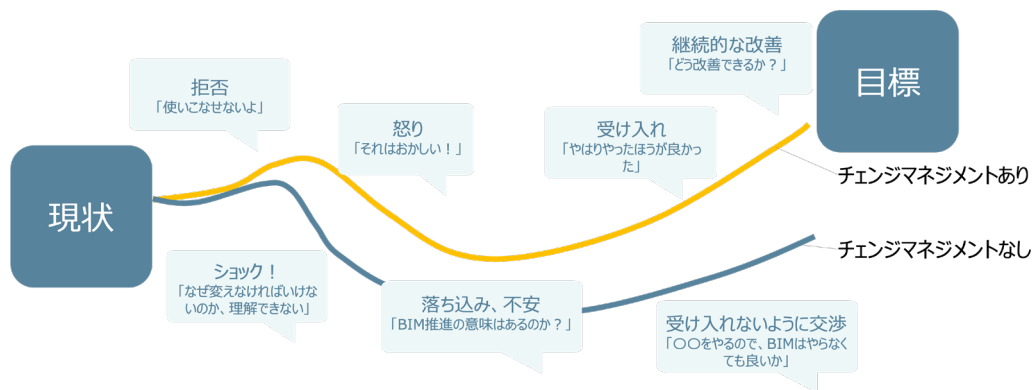 継続的な改善
「どう改善できるか？」
目標
拒否
「使いこなせないよ」
怒り
「それはおかしい！」
受け入れ
「やはりやったほうが良かっ
た」
チェンジマネジメントあり
現状
チェンジマネジメントなし
ショック！
「なぜ変えなければいけな
いのか、理解できない」
落ち込み、不安
「BIM推進の意味はあるのか？」
受け入れないように交渉
「〇〇をやるので、BIMはやらなく
ても良いか」